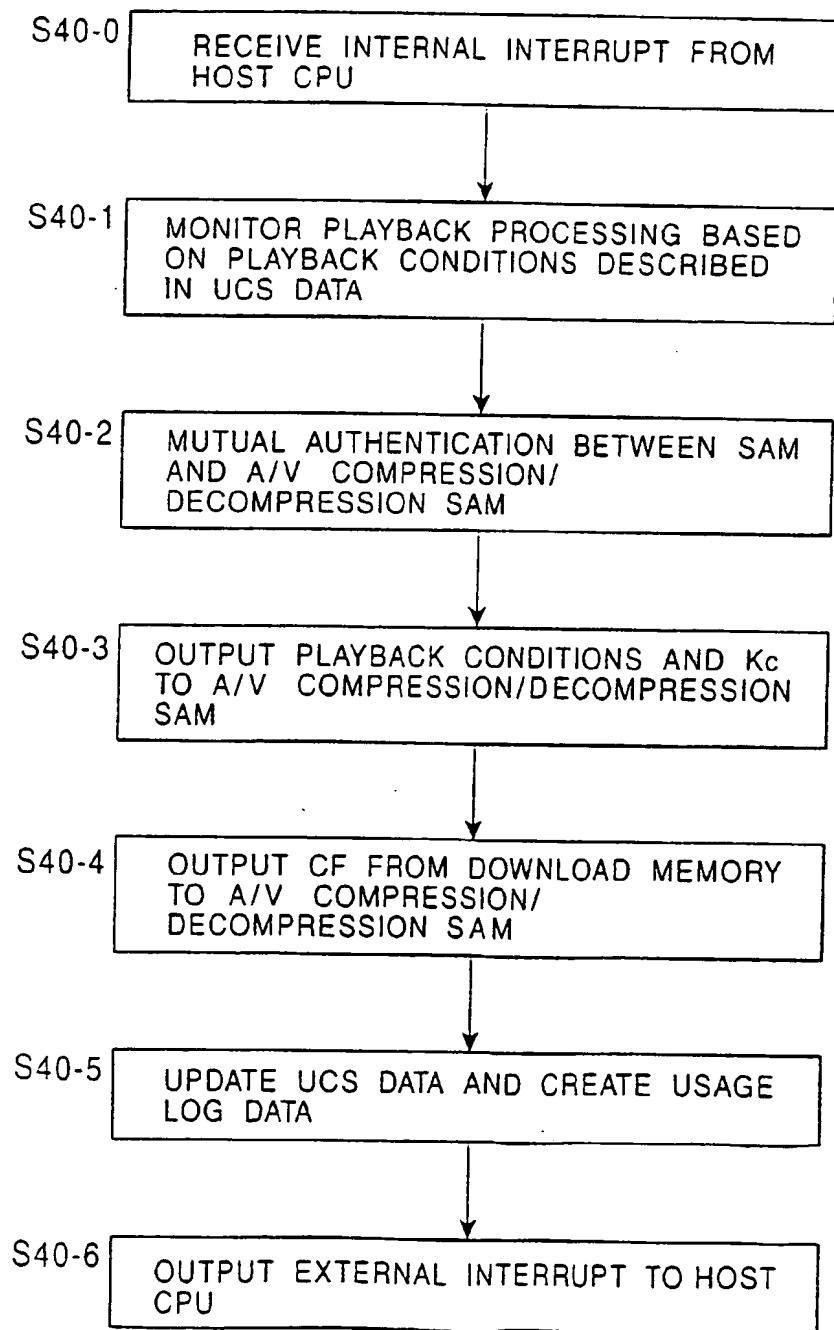 S40-0
RECEIVE INTERNAL INTERRUPT FROM
HOST CPU
S40-1
MONITOR PLAYBACK PROCESSING BASED
ON PLAYBACK CONDITIONS DESCRIBED
IN UCS DATA
S40-2
MUTUAL AUTHENTICATION BETWEEN SAM
AND A/V COMPRESSION/
DECOMPRESSION SAM
S40-3
OUTPUT PLAYBACK CONDITIONS AND Kc
TO A/V COMPRESSION/DECOMPRESSION
SAM
S40-4
OUTPUT CF FROM DOWNLOAD MEMORY
TO A/V COMPRESSION/
DECOMPRESSION SAM
S40-5
UPDATE UCS DATA AND CREATE USAGE
LOG DATA
S40-6
OUTPUT EXTERNAL INTERRUPT TO HOST
CPU